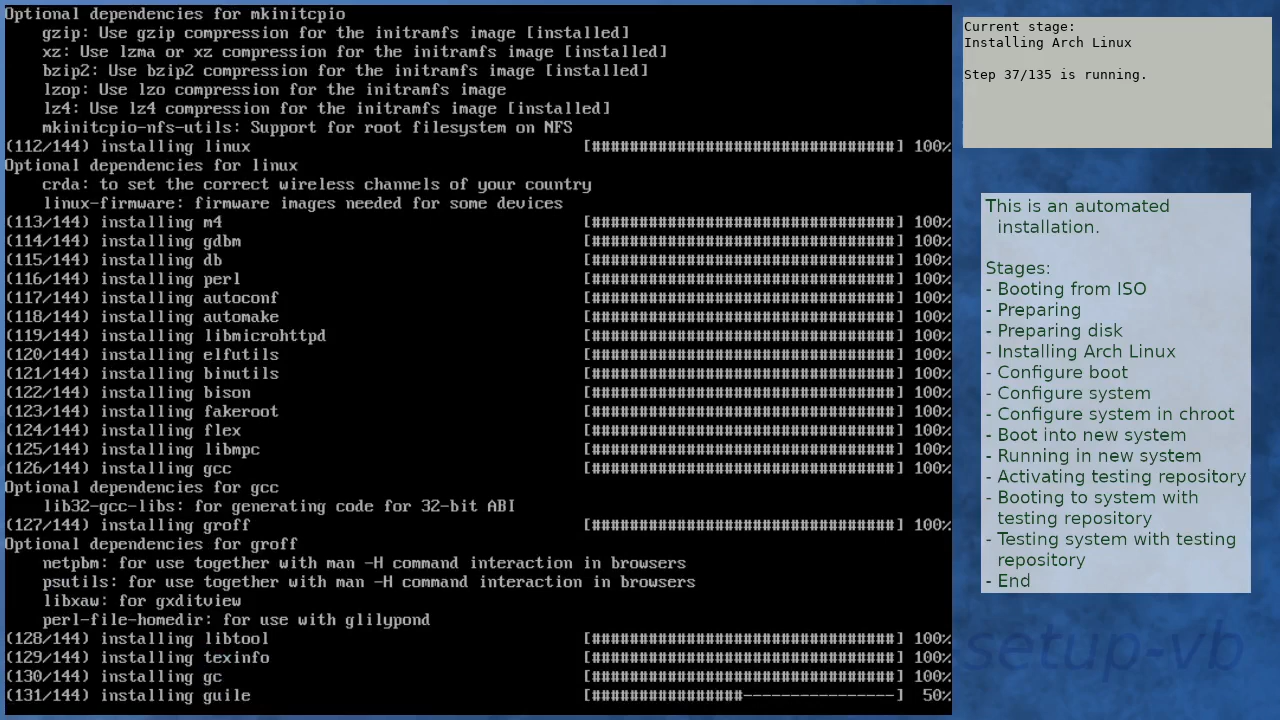 Optional dependencies for mkinitcpio
gzip: Use gzip compression for the initramfs image [installed]
xz: Use lzma or xz compression for the initramfs image [installed]
bzip2: Use bzip2 compression for the initramfs image [installed]
lzop: Use lzo compression for the initramfs image
lz4: Use lz4 compression for the initramfs image [installed]
mkinitcpio-nfs-utils: Support for root filesystem on NFS
(112/144) installing linux [################################] 100%
Optional dependencies for linux
crda: to set the correct wireless channels of your country
linux-firmware: firmware images needed for some devices
(113/144) installing m4 [################################] 100%
(114/144) installing gdbm [################################] 100%
(115/144) installing db [################################] 100%
(116/144) installing perl [################################] 100%
(117/144) installing autoconf [################################] 100%
(118/144) installing automake [################################] 100%
(119/144) installing libmicrohttpd [################################] 100%
(120/144) installing elfutils [################################] 100%
(121/144) installing binutils [################################] 100%
(122/144) installing bison [################################] 100%
(123/144) installing fakeroot [################################] 100%
(124/144) installing flex [################################] 100%
(125/144) installing libmpc [################################] 100%
(126/144) installing gcc [################################] 100%
Optional dependencies for gcc
lib32-gcc-libs: for generating code for 32-bit ABI
(127/144) installing groff [################################] 100%
Optional dependencies for groff
netpbm: for use together with man -H command interaction in browsers
psutils: for use together with man -H command interaction in browsers
libxaw: for gxditview
perl-file-homedir: for use with glilypond
(128/144) installing libtool [################################] 100%
(129/144) installing texinfo [################################] 100%
(130/144) installing gc [################################] 100%
(131/144) installing guile [################----------------] 50%
Current stage:
Installing Arch Linux
Step 37/135 is running.
This is an automated
installation.
Stages:
- Booting from ISO
- Preparing
- Preparing disk
- Installing Arch Linux
- Configure boot
- Configure system
- Configure system in chroot
- Boot into new system
- Running in new system
- Activating testing repository
- Booting to system with
testing repository
- Testing system with testing
repository
- End
setup-vb